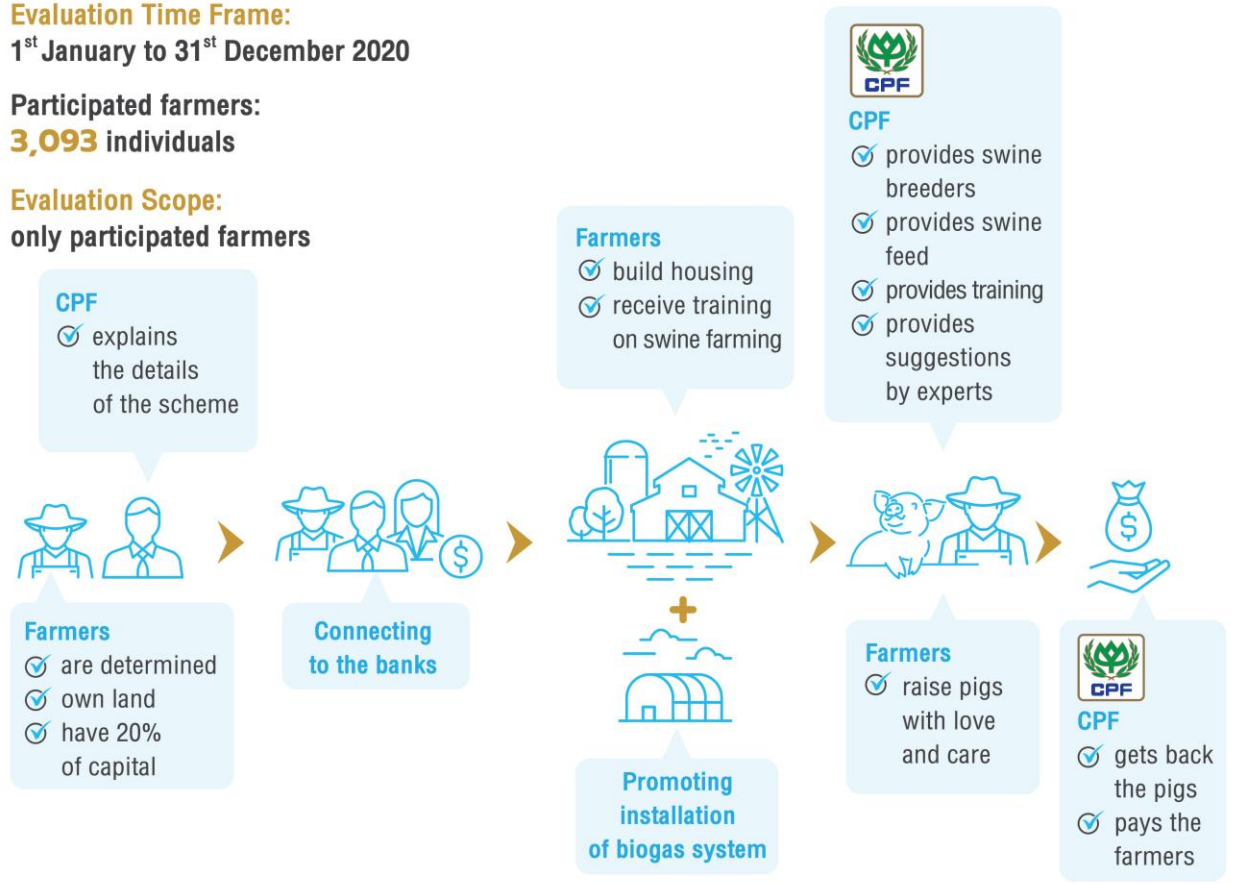 Evaluation Time Frame:
1st January to 31st December 2020
Participated farmers:
3,093 individuals
Evaluation Scope:
only participated farmers
CPF
explains
the details
of the scheme
Farmers
are determined
own land
have 20%
of capital
Connecting
to the banks
Farmers
build housing
receive training
on swine farming
Promoting
installation
of biogas system
CPF
CPF
provides swine
breeders
provides swine
feed
provides training
provides
suggestions
by experts
Farmers
raise pigs
with love
and care
$
$
CPF
CPF
gets back
the pigs
pays the
farmers